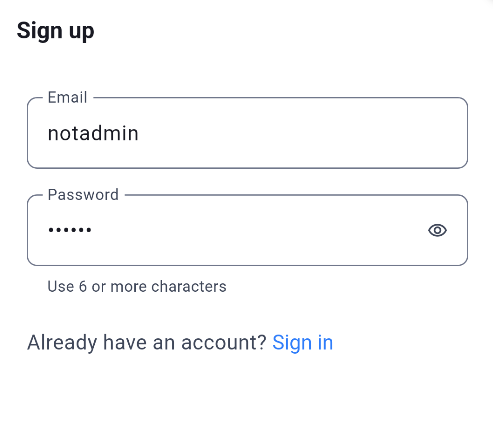 Sign up
Email
notadmin
Password
••••••
Use 6 or more characters
Already have an account? Sign in